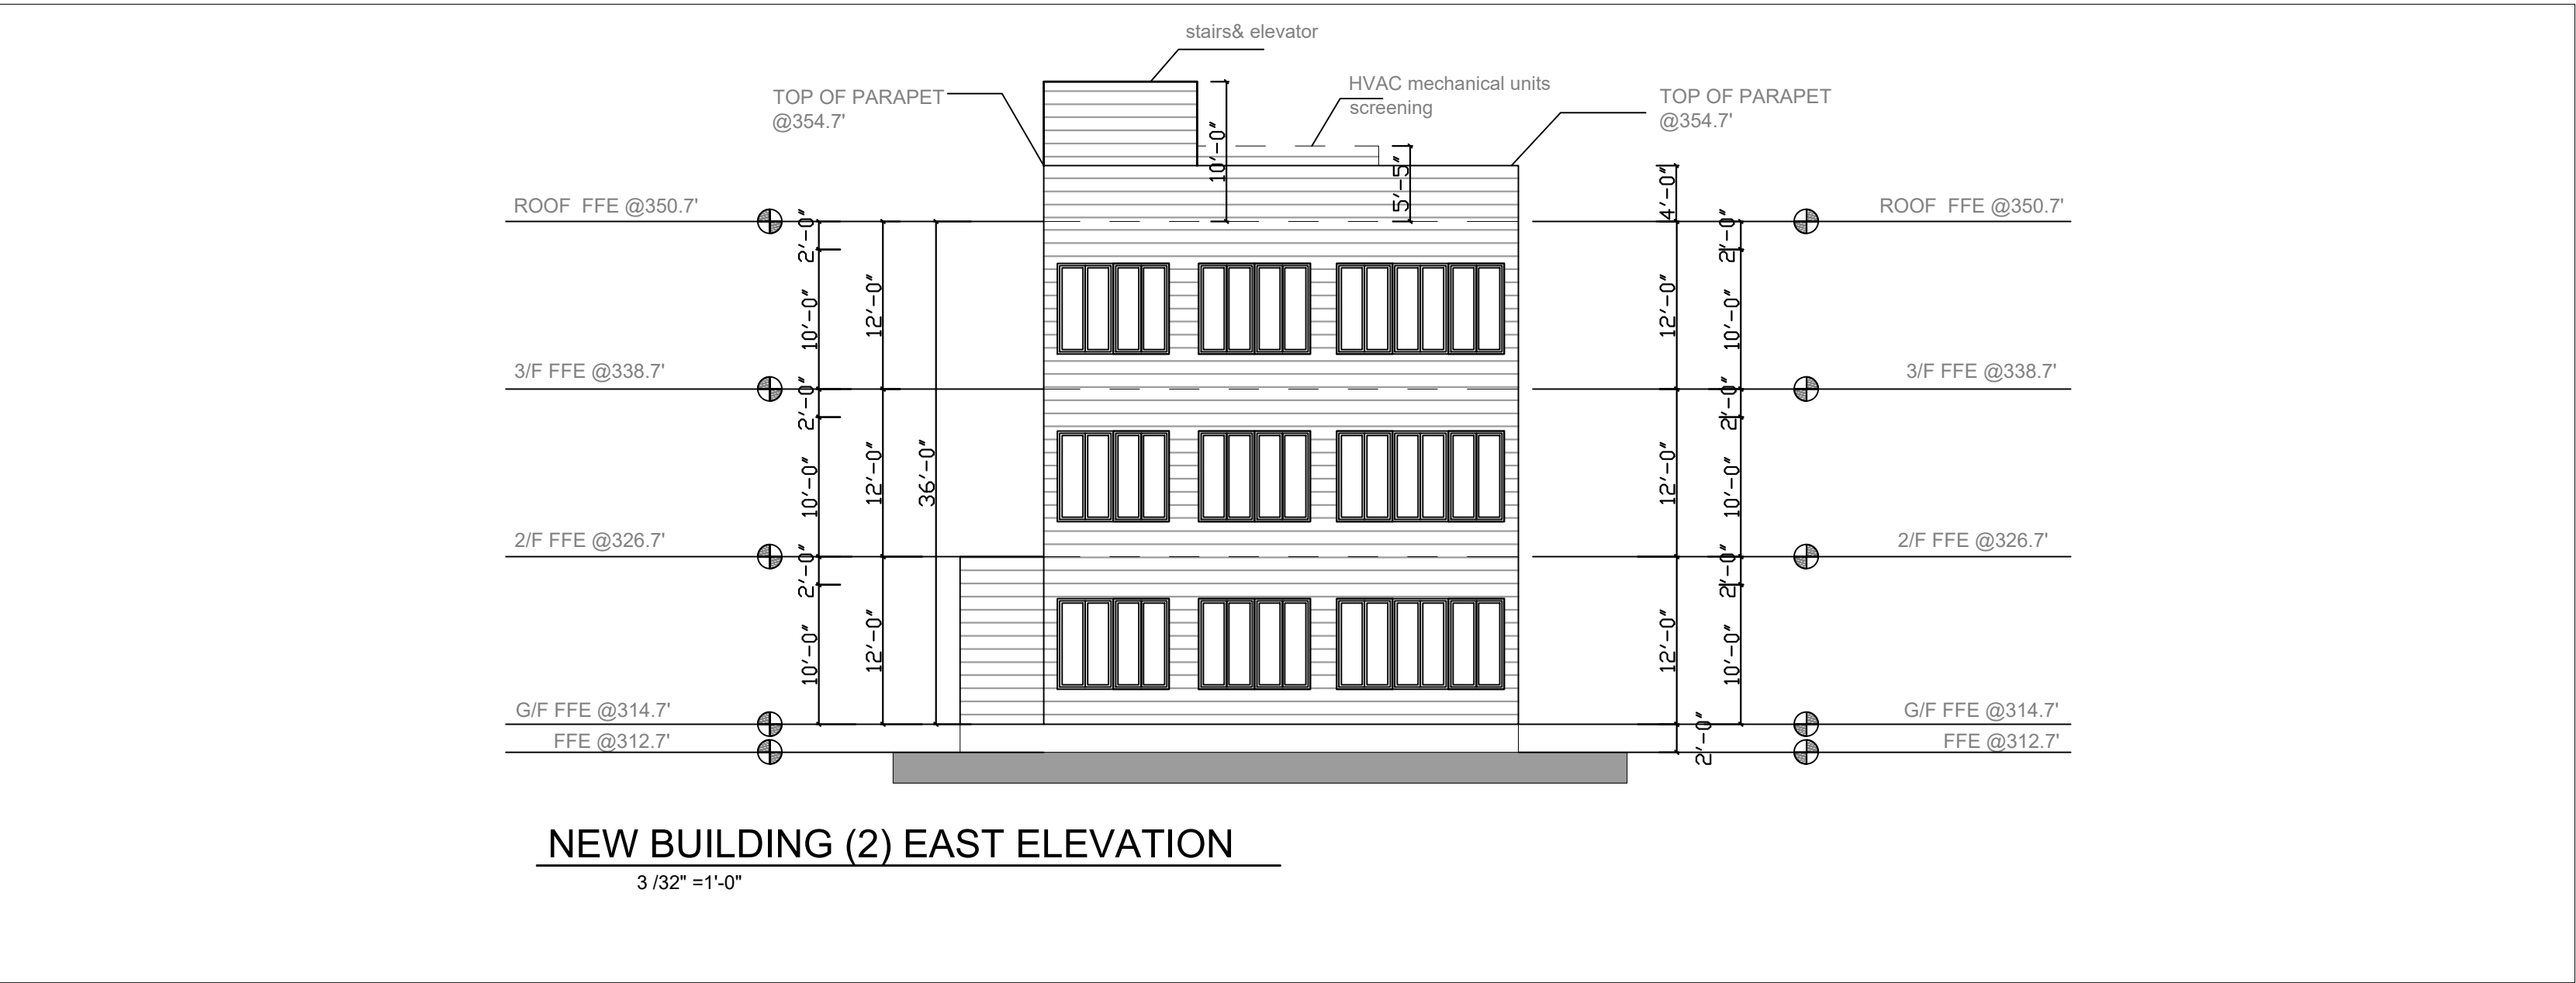 stairs& elevator
HVAC mechanical units
screening
TOP OF PARAPET
@354.7'
TOP OF PARAPET
@354.7'
10'-0"
5'-5"
4'-0"
ROOF  FFE @350.7'
ROOF  FFE @350.7'
2'-0"
2'-0"
10'-0"
12'-0"
12'-0"
10'-0"
3/F FFE @338.7'
3/F FFE @338.7'
2'-0"
2'-0"
10'-0"
12'-0"
36'-0"
12'-0"
10'-0"
2/F FFE @326.7'
2/F FFE @326.7'
2'-0"
2'-0"
10'-0"
12'-0"
12'-0"
10'-0"
G/F FFE @314.7'
G/F FFE @314.7'
FFE @312.7'
2'-0"
FFE @312.7'
NEW BUILDING (2) EAST ELEVATION
3 /32" =1'-0"